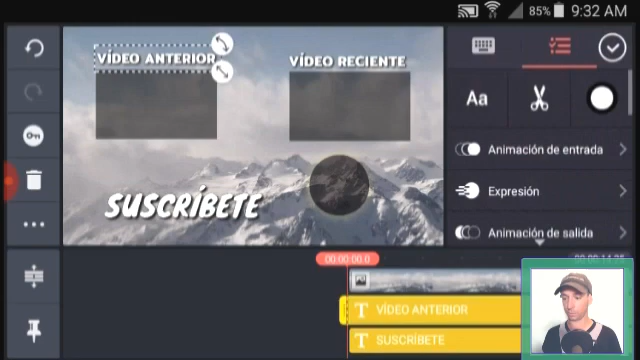 85% 9:32 AM
VÍDEO ANTERIOR
VÍDEO RECIENTE
SUSCRÍBETE
Aa
Animación de entrada
Expresión
Animación de salida
00:00:00.0
T VÍDEO ANTERIOR
T SUSCRÍBETE